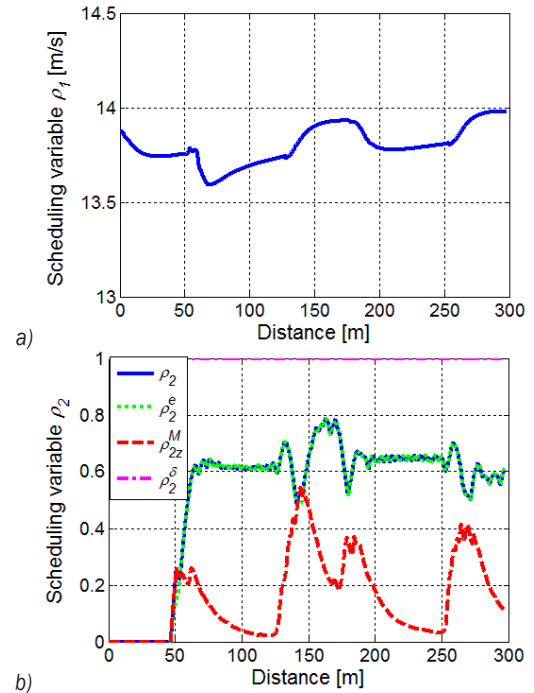 14.5
14
13.5
13
Scheduling variable ρ₁ [m/s]
0 50 100 150 200 250 300
Distance [m]
a)
1
0.8
0.6
0.4
0.2
0
Scheduling variable ρ₂
ρ₂
ρ₂ᵉ
ρ₂zᴹ
ρ₂ᵟ
0 50 100 150 200 250 300
Distance [m]
b)